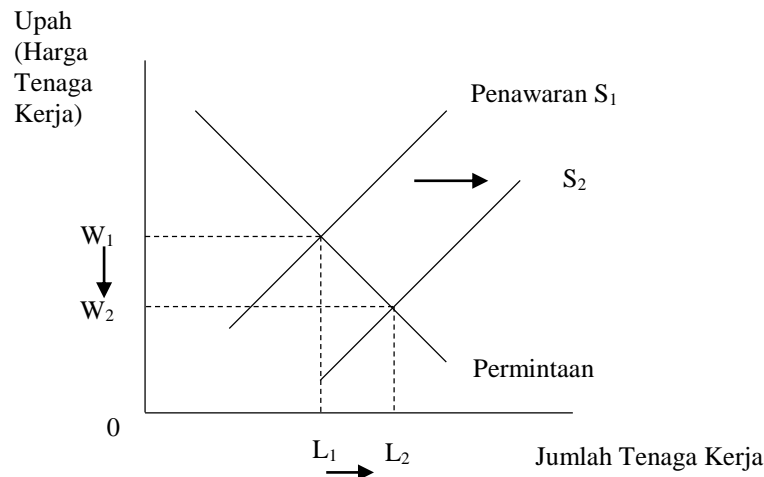 Upah
(Harga
Tenaga
Kerja)
Penawaran S₁
S₂
W₁
W₂
Permintaan
0
L₁ L₂
Jumlah Tenaga Kerja